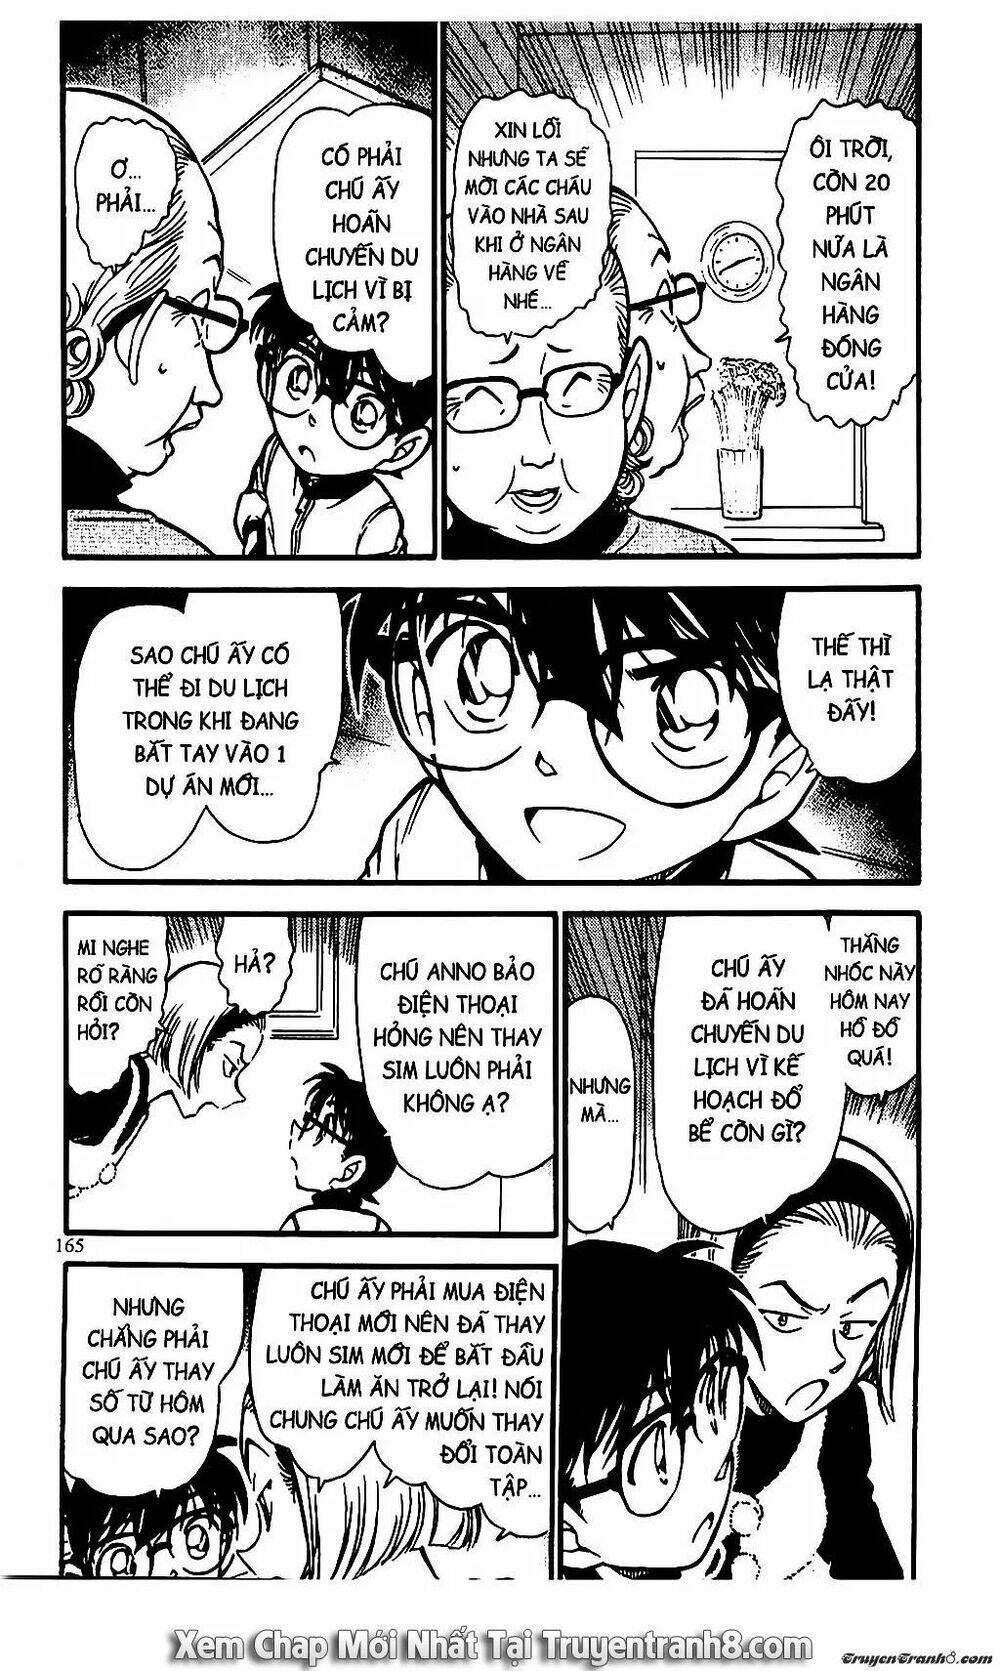 ÔI TRỜI,
CÒN 20
PHÚT
NỮA LÀ
NGÂN
HÀNG
ĐÓNG
CỬA!
XIN LỖI
NHƯNG TA SẼ
MỜI CÁC CHÁU
VÀO NHÀ SAU
KHI Ở NGÂN
HÀNG VỀ
NHÉ...
CÓ PHẢI
CHÚ ẤY
HOÃN
CHUYẾN DU
LỊCH VÌ BỊ
CẢM?
Ơ...
PHẢI...
THẾ THÌ
LẠ THẬT
ĐẤY!
SAO CHÚ ẤY CÓ
THỂ ĐI DU LỊCH
TRONG KHI ĐANG
BẮT TAY VÀO 1
DỰ ÁN MỚI...
THẰNG
NHÓC NÀY
HÔM NAY
HỒ ĐỒ
QUÁ!
CHÚ ẤY
ĐÃ HOÃN
CHUYẾN DU
LỊCH VÌ KẾ
HOẠCH ĐỔ
BỂ CÒN GÌ?
NHƯNG
MÀ...
CHÚ ANNO BẢO
ĐIỆN THOẠI
HỎNG NÊN THAY
SIM LUÔN PHẢI
KHÔNG Ạ?
HẢ?
MI NGHE
RÕ RÀNG
RỒI CÒN
HỎI?
165
CHÚ ẤY PHẢI MUA ĐIỆN
THOẠI MỚI NÊN ĐÃ THAY
LUÔN SIM MỚI ĐỂ BẮT ĐẦU
LÀM ĂN TRỞ LẠI! NÓI
CHUNG CHÚ ẤY MUỐN THAY
ĐỔI TOÀN
TẬP...
NHƯNG
CHẲNG PHẢI
CHÚ ẤY THAY
SỐ TỪ HÔM
QUA SAO?
Xem Chap Mới Nhất Tại Truyentranh8.com
TruyenTranh8.com